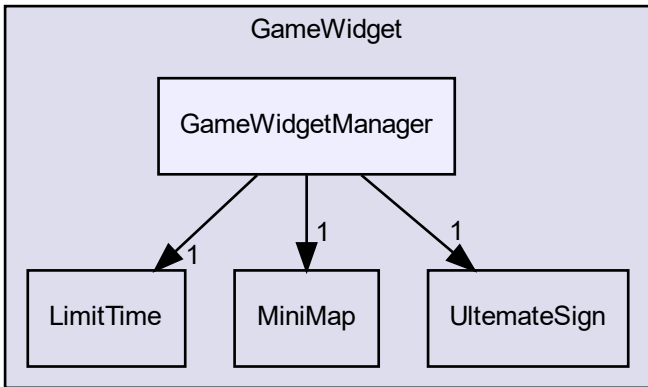 GameWidget
GameWidgetManager
1
1
1
LimitTime
MiniMap
UltemateSign